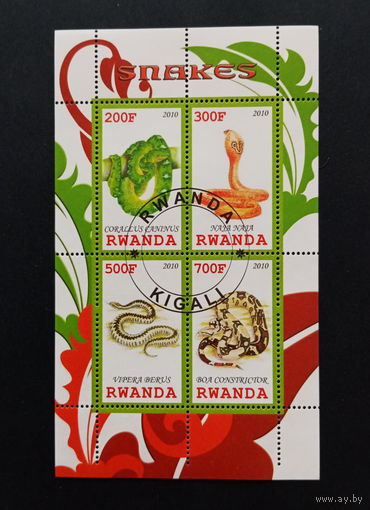 SNAKES
200F 2010
CORALLUS CANINUS
RWANDA
300F 2010
NAJA NAJA
RWANDA
RWANDA
KIGALI
500F 2010
VIPERA BERUS
RWANDA
700F 2010
BOA CONSTRICTOR
RWANDA
www.ay.by